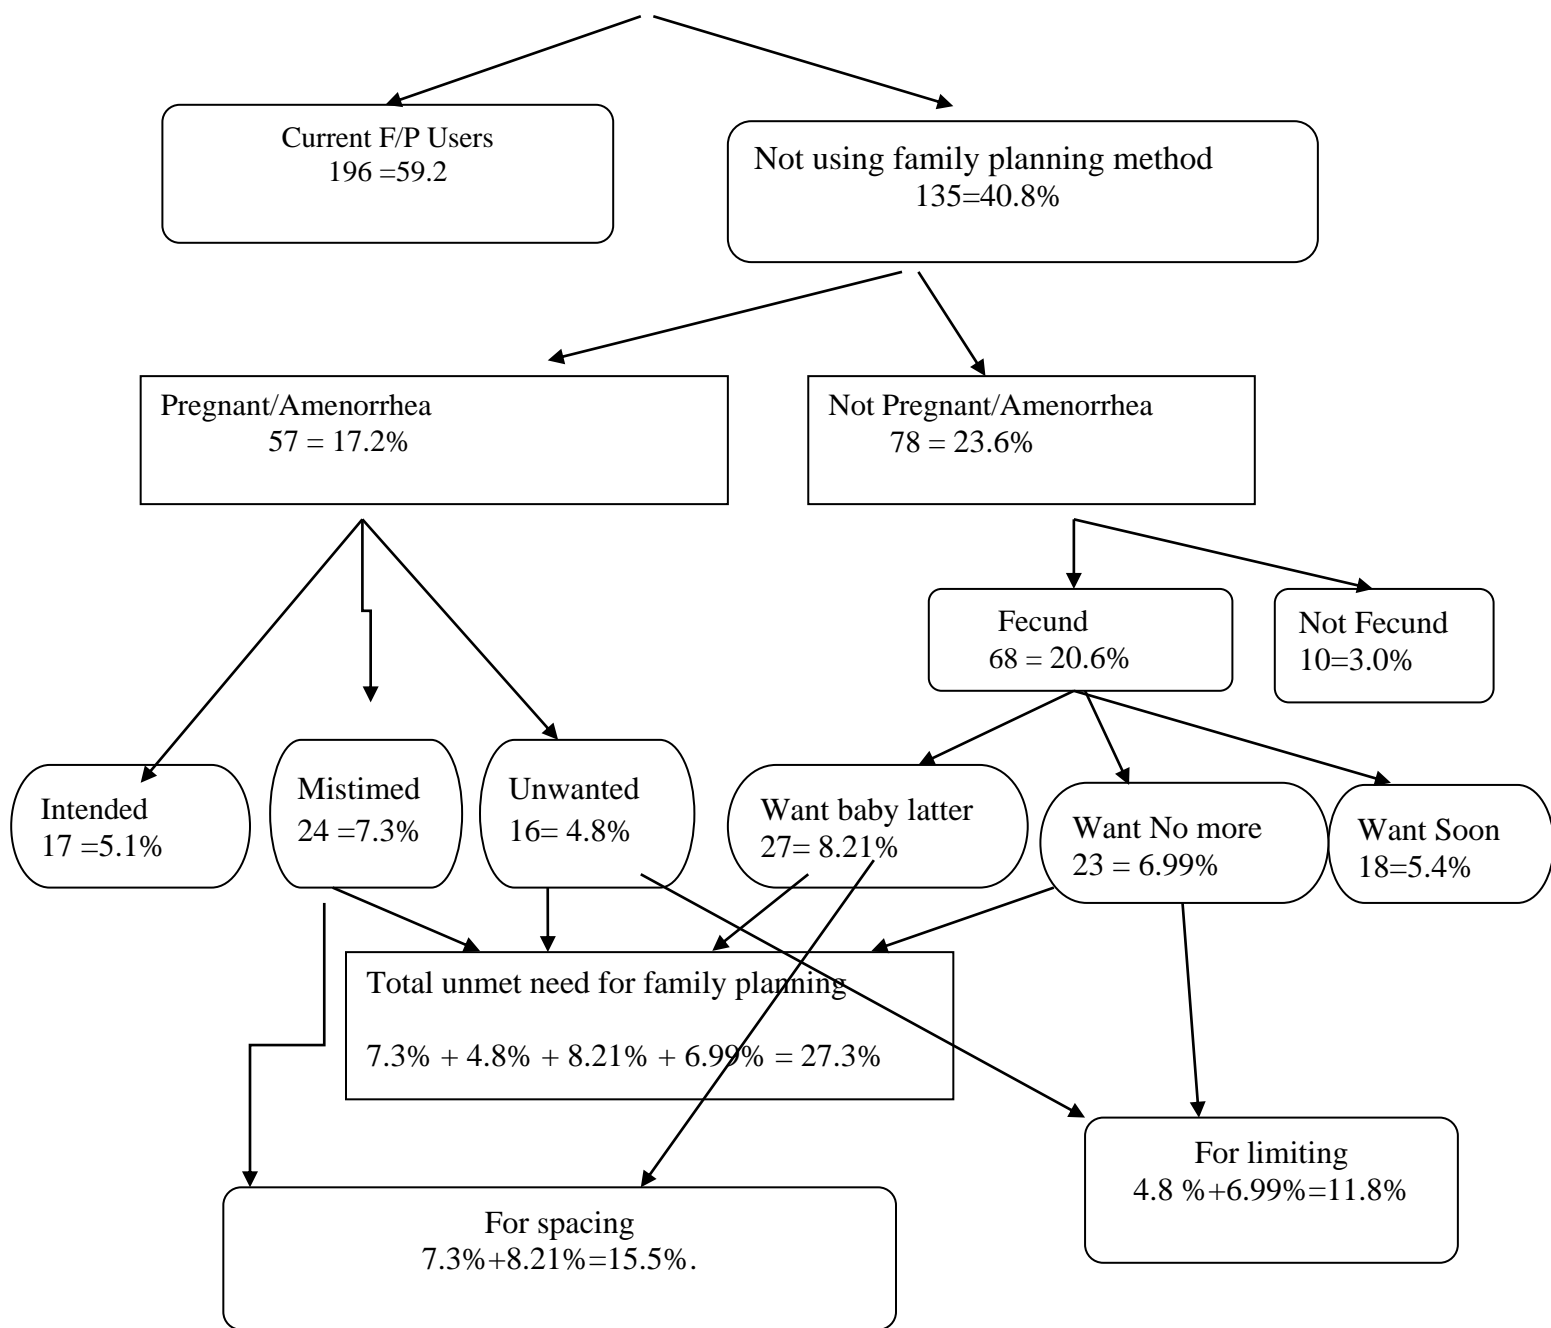 Current F/P Users
196 =59.2
Not using family planning method
135=40.8%
Pregnant/Amenorrhea
57 = 17.2%
Not Pregnant/Amenorrhea
78 = 23.6%
Fecund
68 = 20.6%
Not Fecund
10=3.0%
Intended
17 =5.1%
Mistimed
24 =7.3%
Unwanted
16= 4.8%
Want baby latter
27= 8.21%
Want No more
23 = 6.99%
Want Soon
18=5.4%
Total unmet need for family planning
7.3% + 4.8% + 8.21% + 6.99% = 27.3%
For limiting
4.8 %+6.99%=11.8%
For spacing
7.3%+8.21%=15.5%.